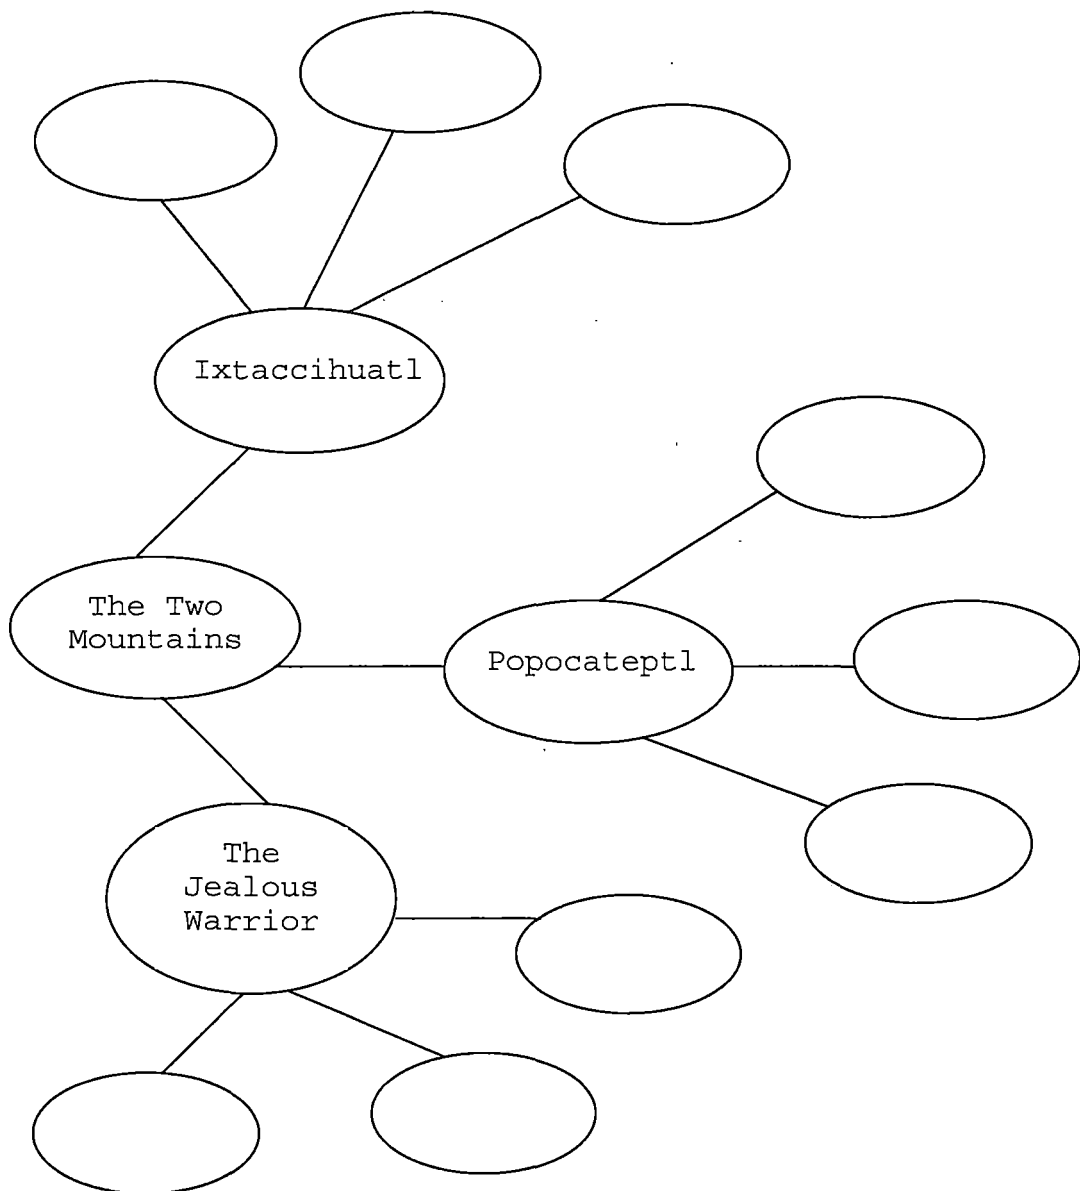 Ixtaccihuatl
The Two
Mountains
Popocateptl
The
Jealous
Warrior